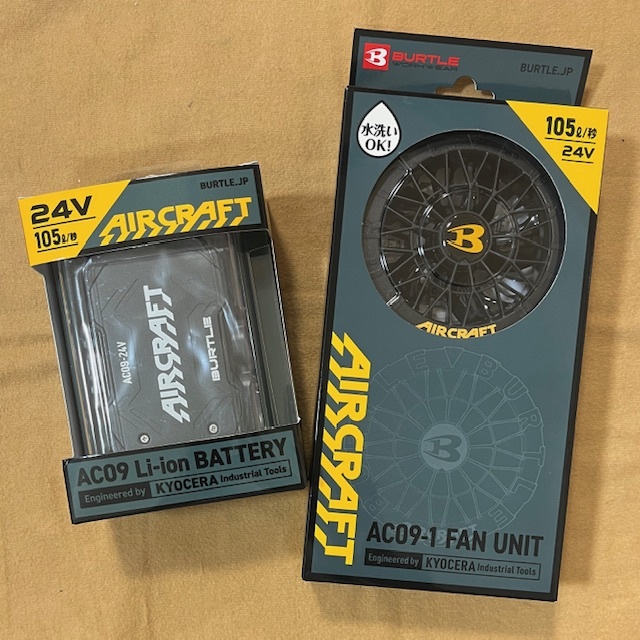 24V
105ℓ/秒
BURTLE.JP
AIRCRAFT
AC09-24V
AIRCRAFT
BURTLE
AC09 Li-ion BATTERY
Engineered by KYOCERA Industrial Tools
BURTLE
WORKWEAR
BURTLE.JP
水洗い
OK!
105ℓ/秒
24V
B
AIRCRAFT
AIRCRAFT
B
AC09-1 FAN UNIT
Engineered by KYOCERA Industrial Tools